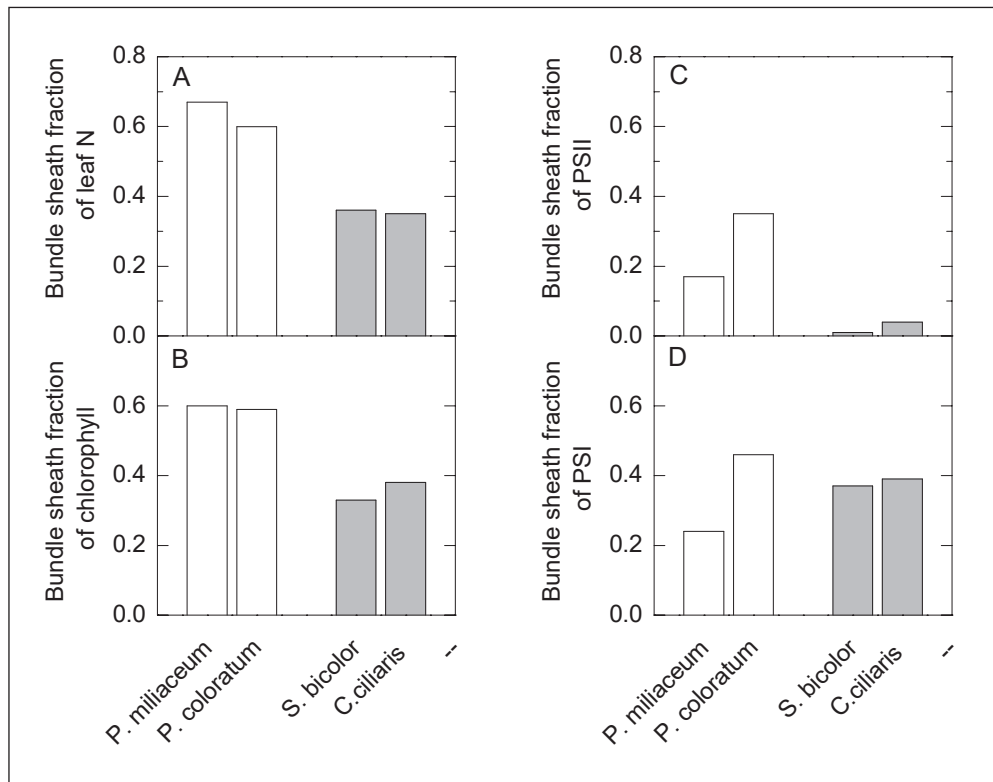 A
Bundle sheath fraction
of leaf N
0.8
0.6
0.4
0.2
0.0
B
Bundle sheath fraction
of chlorophyll
0.6
0.4
0.2
0.0
P. miliaceum
P. coloratum
S. bicolor
C.ciliaris
--
C
Bundle sheath fraction
of PSII
0.8
0.6
0.4
0.2
0.0
D
Bundle sheath fraction
of PSI
0.6
0.4
0.2
0.0
P. miliaceum
P. coloratum
S. bicolor
C.ciliaris
--